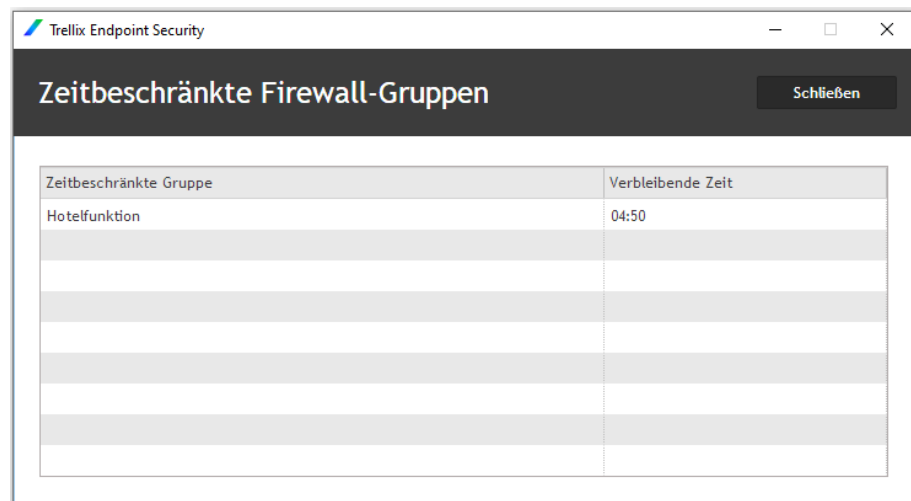 Trellix Endpoint Security
Zeitbeschränkte Firewall-Gruppen
Schließen
Zeitbeschränkte Gruppe Verbleibende Zeit
Hotelfunktion 04:50